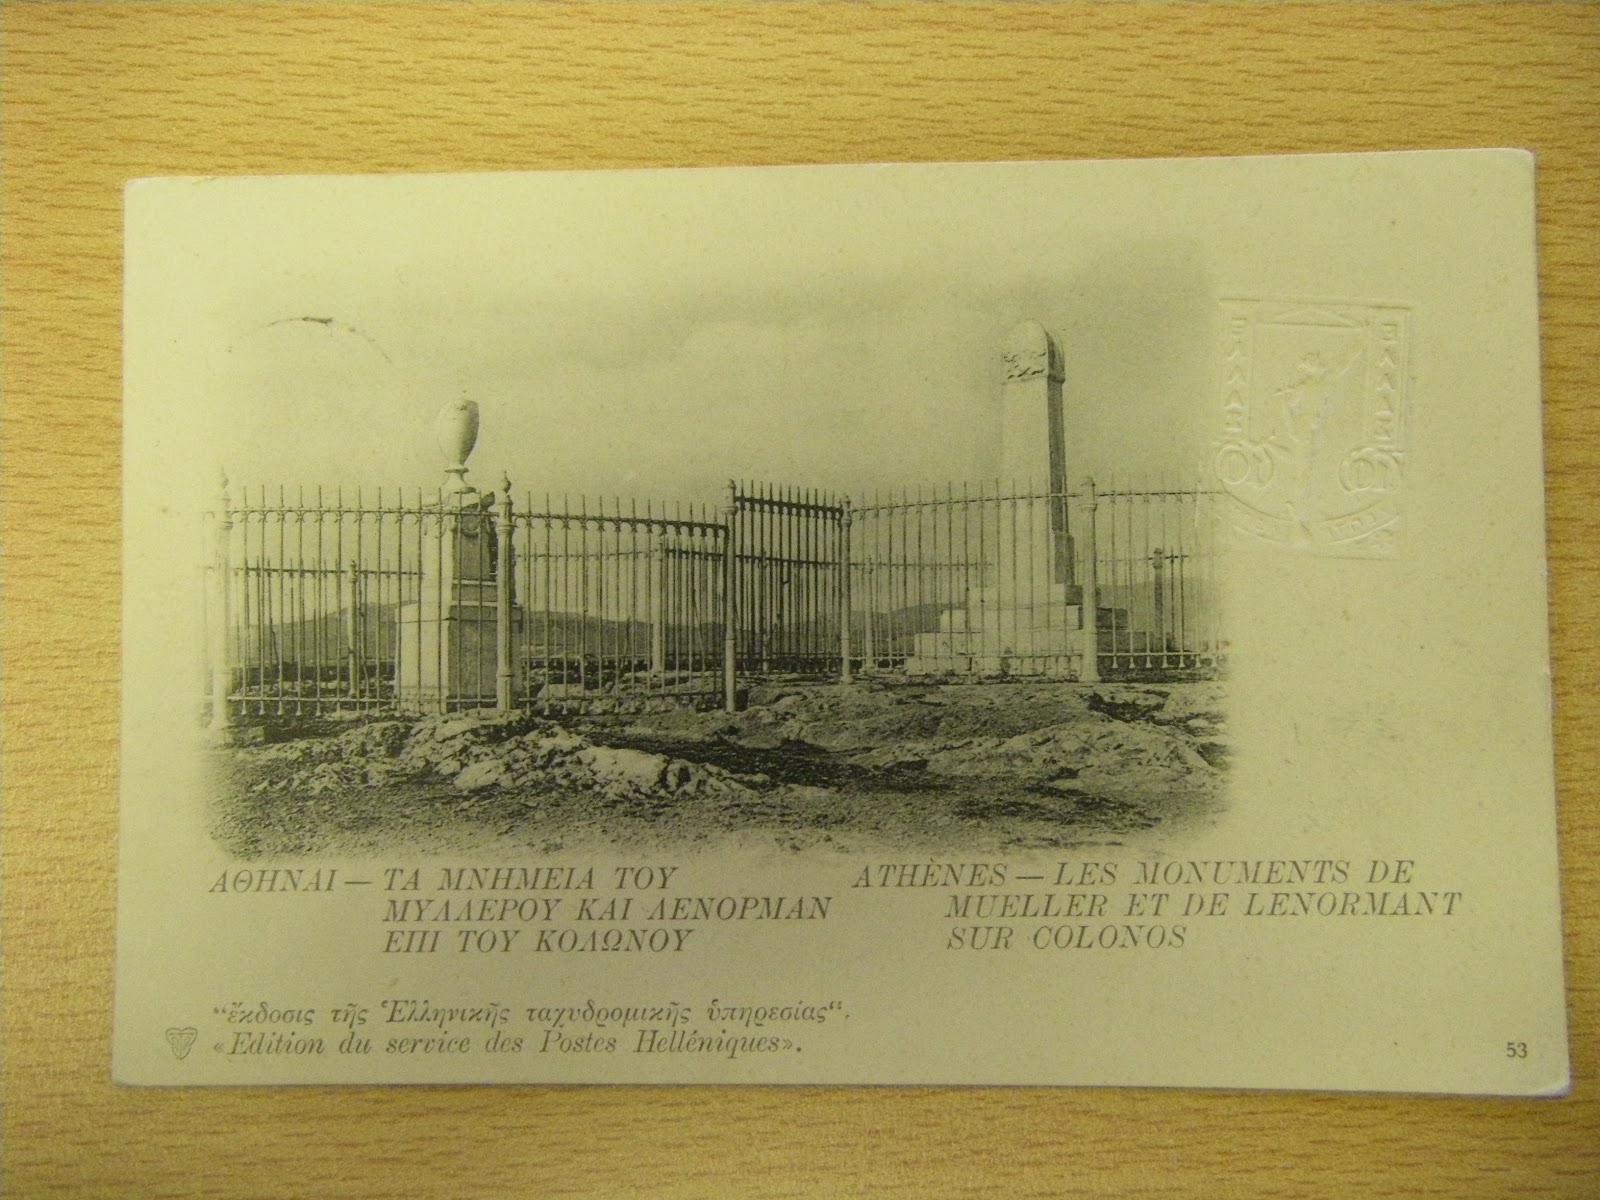 ΑΘΗΝΑΙ — ΤΑ ΜΝΗΜΕΙΑ ΤΟΥ
ΜΥΛΛΕΡΟΥ ΚΑΙ ΛΕΝΟΡΜΑΝ
ΕΠΙ ΤΟΥ ΚΟΛΩΝΟΥ
ATHÈNES — LES MONUMENTS DE
MUELLER ET DE LENORMANT
SUR COLONOS
“ἔκδοσις τῆς Ἑλληνικῆς ταχυδρομικῆς ὑπηρεσίας“.
«Edition du service des Postes Helléniques».
53